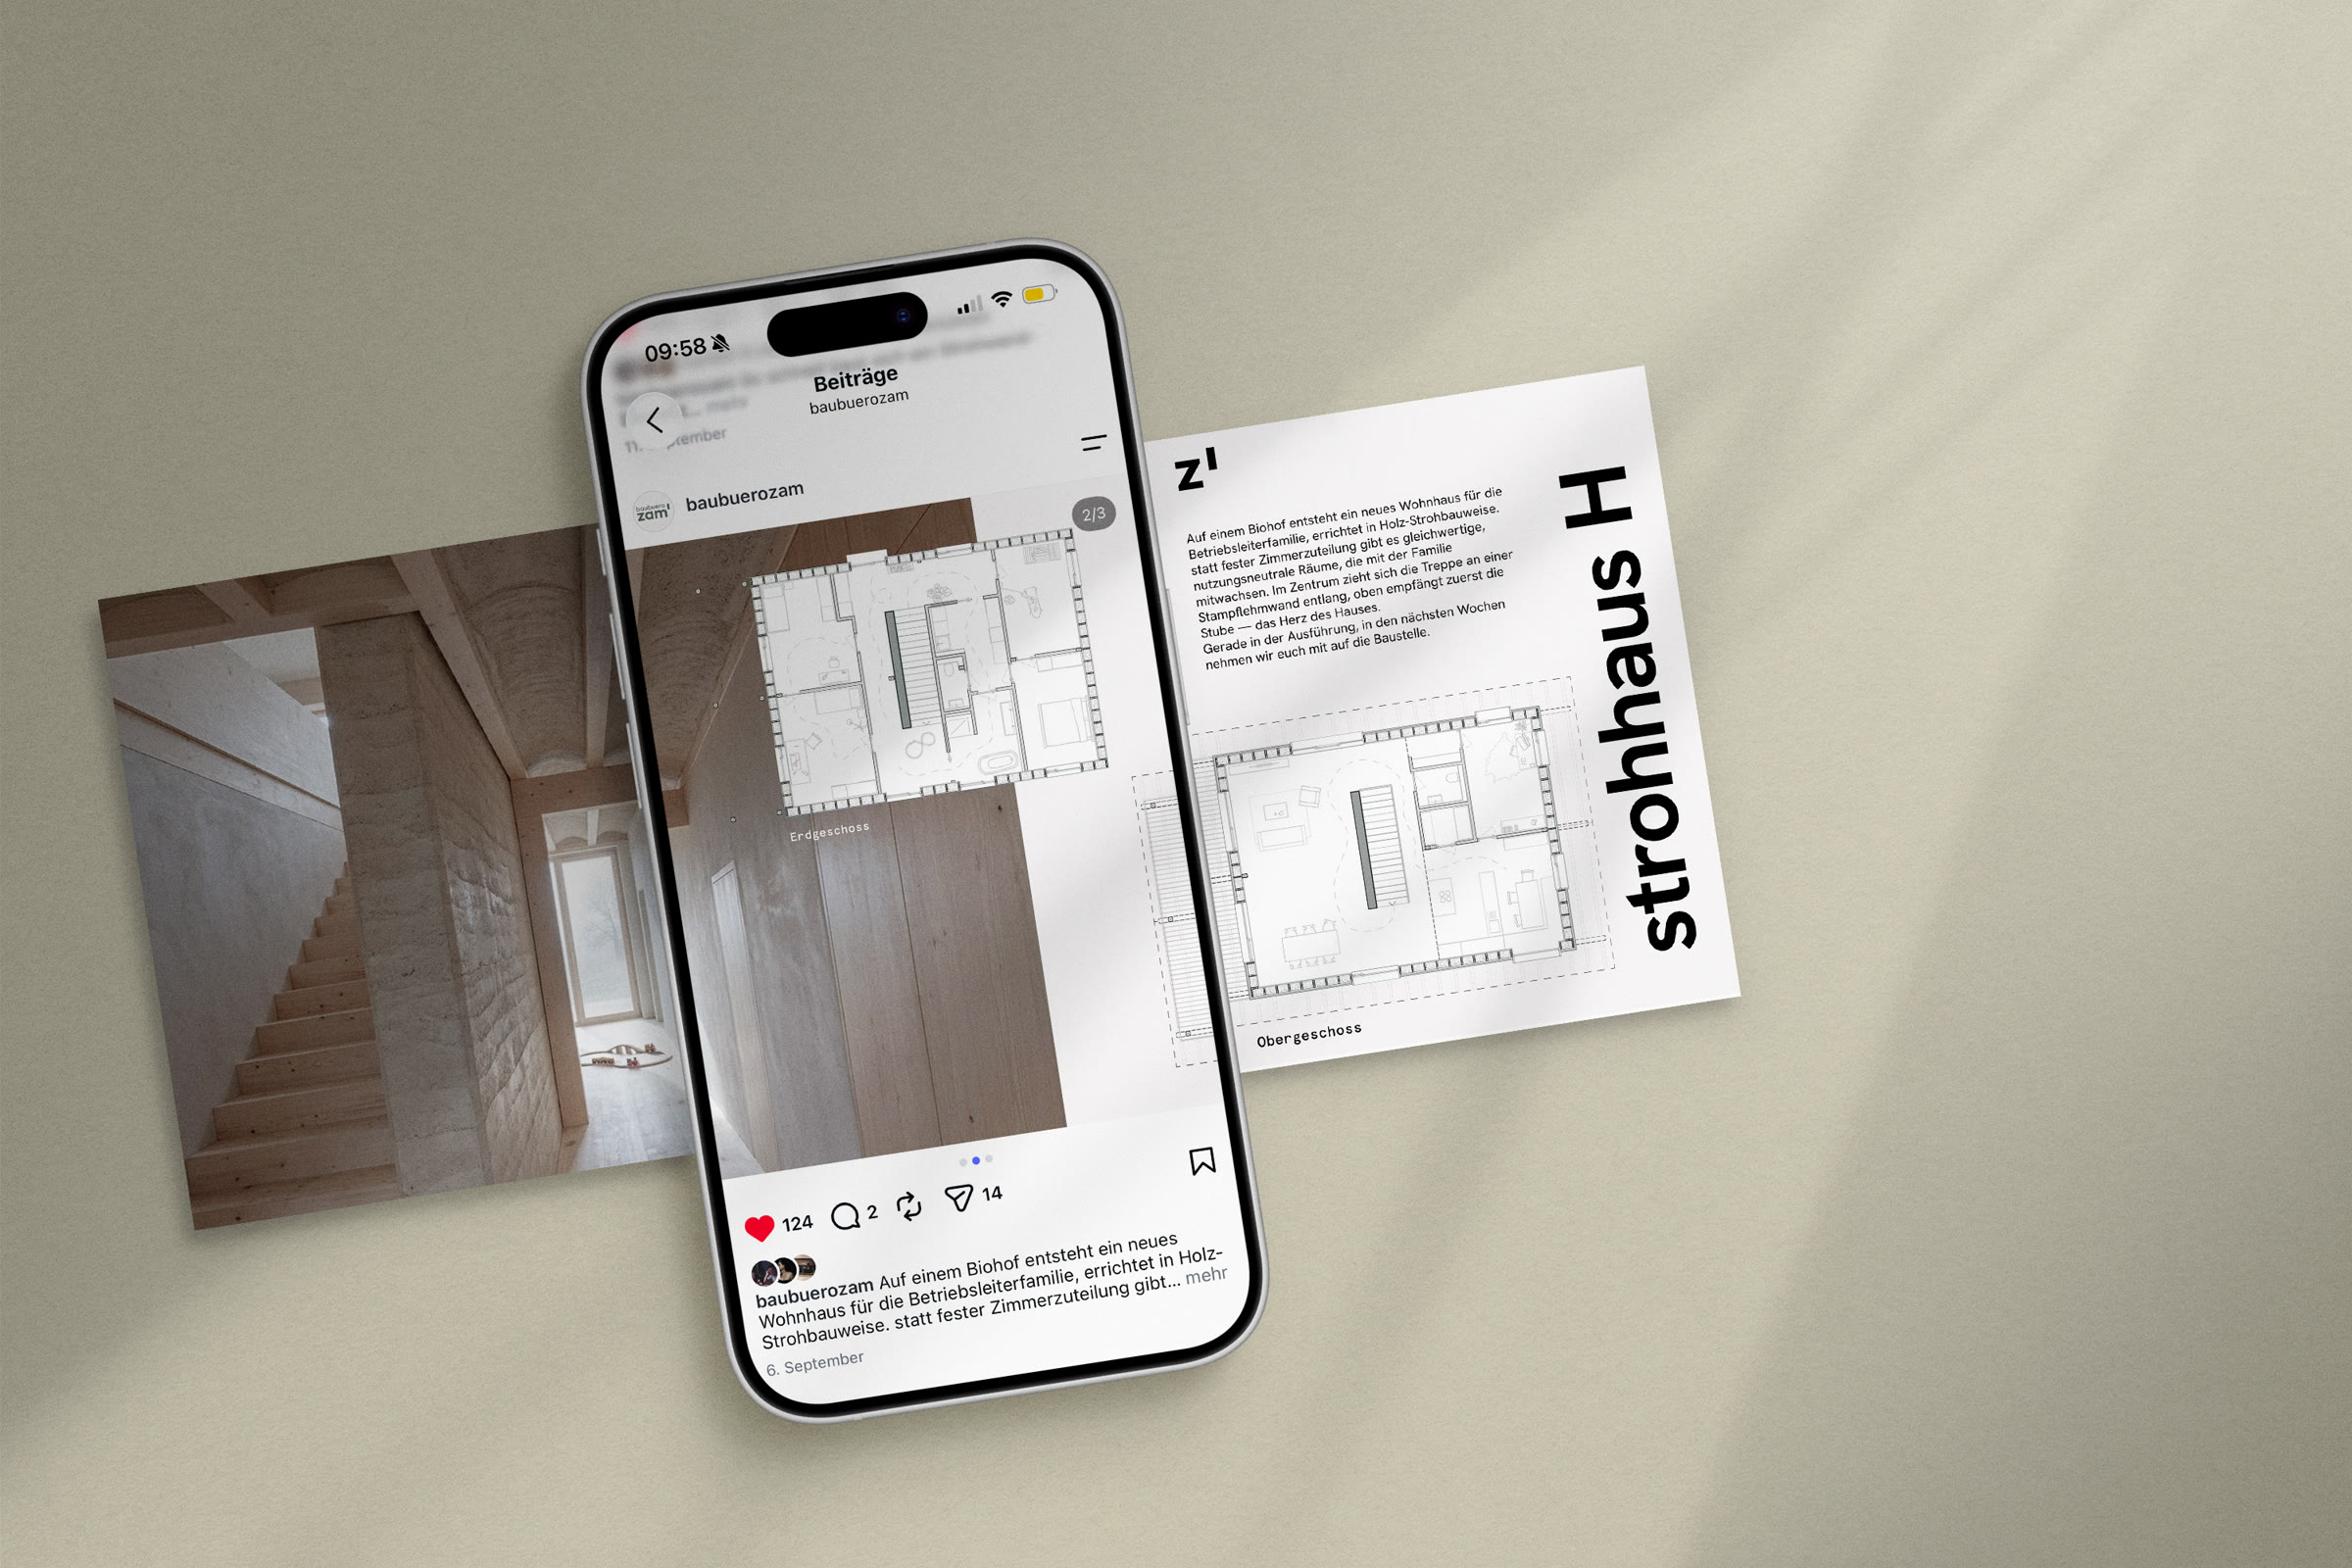 09:58
Beiträge
baubuerozam
baubuero
zam'
baubuerozam
2/3
Erdgeschoss
124
2
14
baubuerozam Auf einem Biohof entsteht ein neues
Wohnhaus für die Betriebsleiterfamilie, errichtet in Holz-
Strohbauweise. statt fester Zimmerzuteilung gibt... mehr
6. September
z'
Auf einem Biohof entsteht ein neues Wohnhaus für die
Betriebsleiterfamilie, errichtet in Holz-Strohbauweise.
statt fester Zimmerzuteilung gibt es gleichwertige,
nutzungsneutrale Räume, die mit der Familie
mitwachsen. Im Zentrum zieht sich die Treppe an einer
Stampflehmwand entlang, oben empfängt zuerst die
Stube — das Herz des Hauses.
Gerade in der Ausführung, in den nächsten Wochen
nehmen wir euch mit auf die Baustelle.
strohhaus H
Obergeschoss